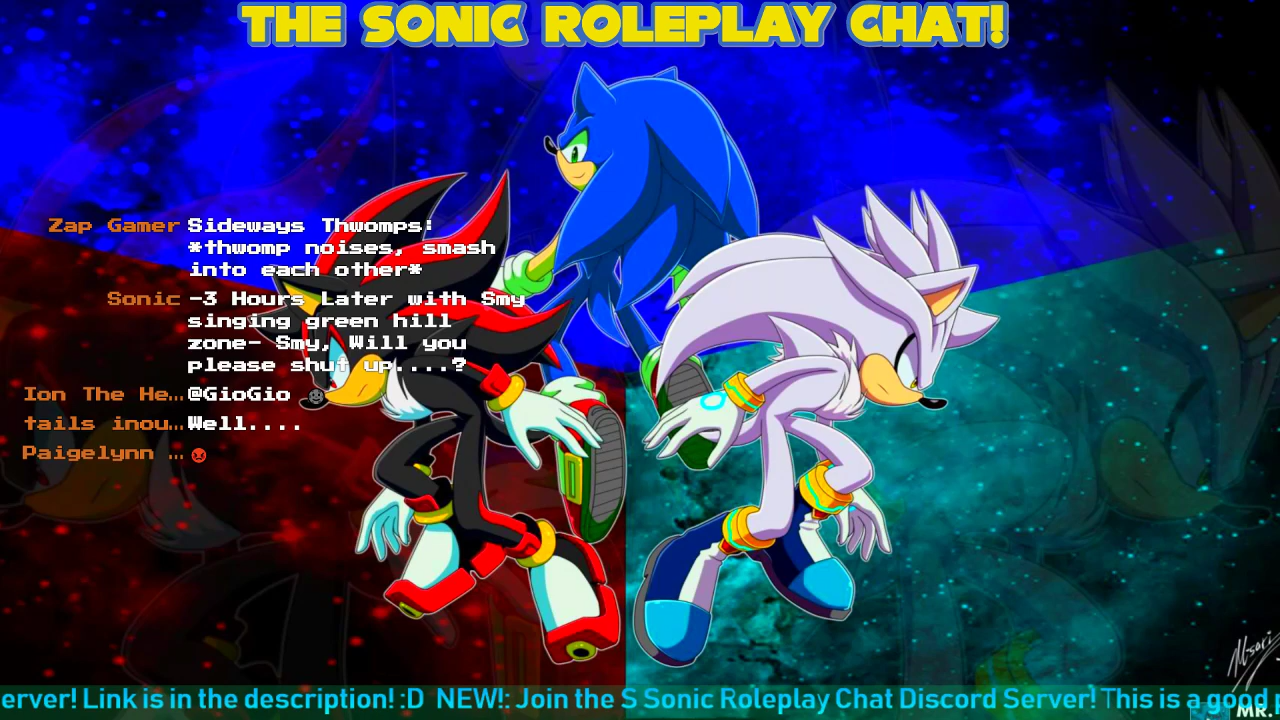 THE SONIC ROLEPLAY CHAT!
Zap Gamer Sideways Thwomps:
*thwomp noises, smash
into each other*
Sonic -3 Hours Later with Smy
singing green hill
zone- Smy, Will you
please shut up....?
Ion The He... @GioGio
tails inou... Well....
Paigelynn ...
erver! Link is in the description! :D NEW!: Join the S Sonic Roleplay Chat Discord Server! This is a good
MR.